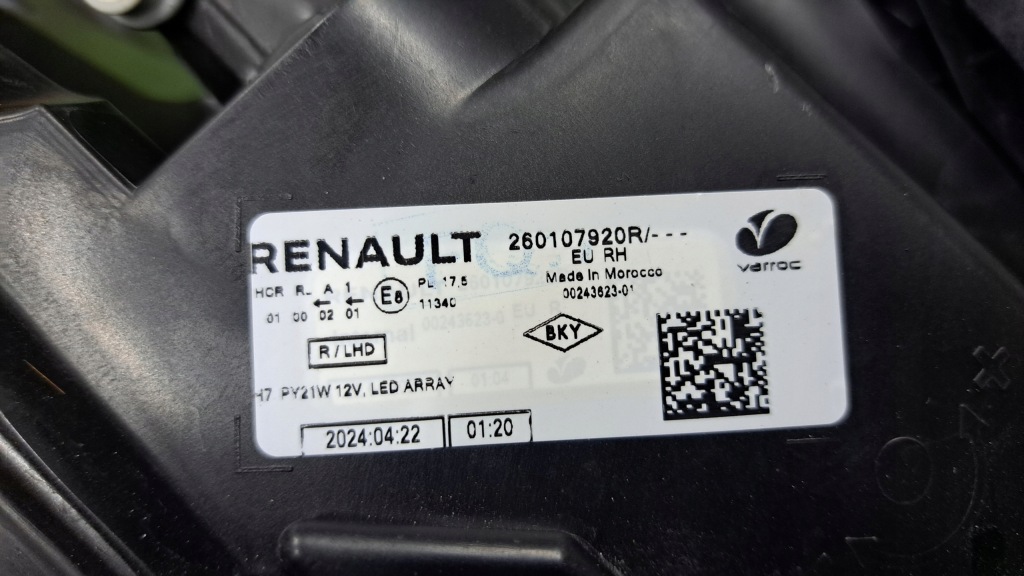 RENAULT
260107920R/---
EU RH
Made In Morocco
00243623-01
varroc
HCR R A 1
01 00 02 01
E8
PL 17,5
11340
BKY
R/LHD
H7 PY21W 12V, LED ARRAY
2024:04:22
01:20